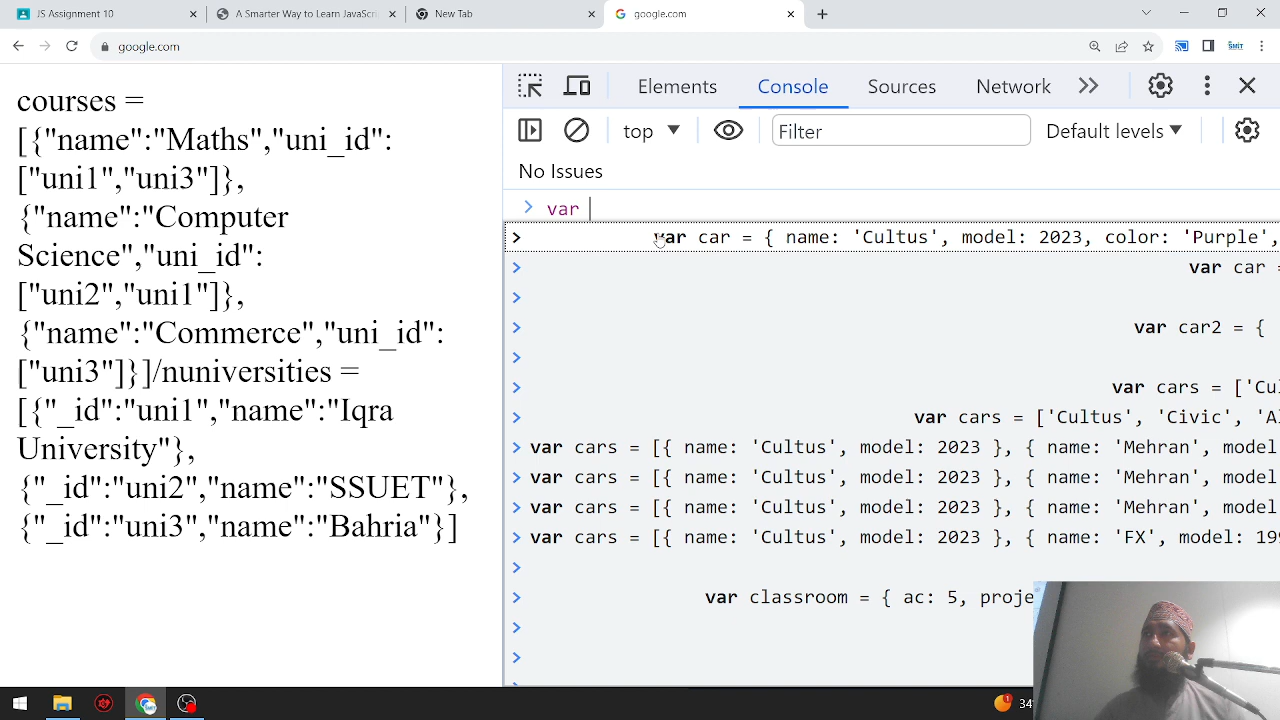 JS Assignment 10
A Smarter Way to Learn JavaScri
New Tab
google.com
google.com
SMIT
courses =
[{"name":"Maths","uni_id":
["uni1","uni3"]},
{"name":"Computer
Science","uni_id":
["uni2","uni1"]},
{"name":"Commerce","uni_id":
["uni3"]}]/nuniversities =
[{"_id":"uni1","name":"Iqra
University"},
{"_id":"uni2","name":"SSUET"},
{"_id":"uni3","name":"Bahria"}]
Elements Console Sources Network
top Filter Default levels
No Issues
> var
> var car = { name: 'Cultus', model: 2023, color: 'Purple',
> var car =
>
> var car2 = {
>
> var cars = ['Cul
> var cars = ['Cultus', 'Civic', 'Al
> var cars = [{ name: 'Cultus', model: 2023 }, { name: 'Mehran', model
> var cars = [{ name: 'Cultus', model: 2023 }, { name: 'Mehran', model
> var cars = [{ name: 'Cultus', model: 2023 }, { name: 'Mehran', model
> var cars = [{ name: 'Cultus', model: 2023 }, { name: 'FX', model: 199
>
> var classroom = { ac: 5, proje
>
>
34°